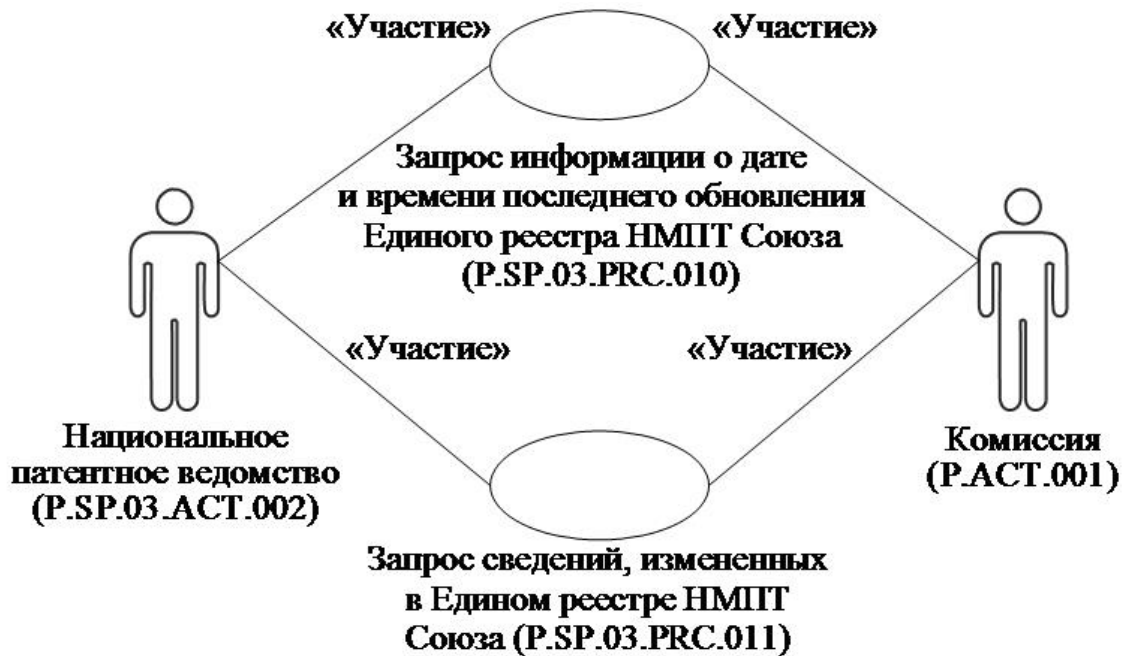 «Участие» «Участие»
Запрос информации о дате
и времени последнего обновления
Единого реестра НМПТ Союза
(P.SP.03.PRC.010)
«Участие» «Участие»
Национальное
патентное ведомство
(P.SP.03.ACT.002)
Комиссия
(P.ACT.001)
Запрос сведений, измененных
в Едином реестре НМПТ
Союза (P.SP.03.PRC.011)